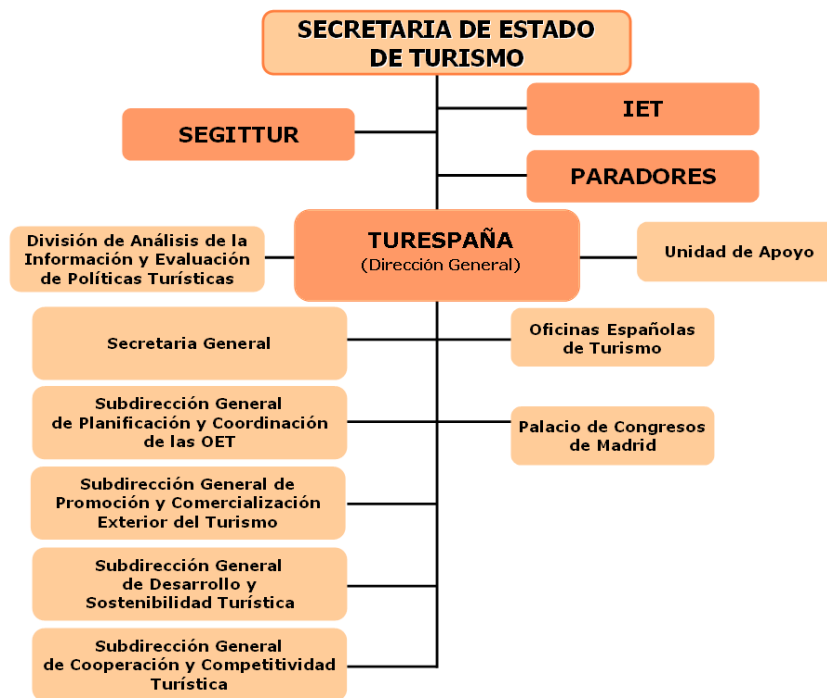 SECRETARIA DE ESTADO
DE TURISMO
IET
SEGITTUR
PARADORES
TURESPAÑA
(Dirección General)
División de Análisis de la
Información y Evaluación
de Políticas Turísticas
Unidad de Apoyo
Secretaria General
Oficinas Españolas
de Turismo
Subdirección General
de Planificación y Coordinación
de las OET
Palacio de Congresos
de Madrid
Subdirección General de
Promoción y Comercialización
Exterior del Turismo
Subdirección General
de Desarrollo y
Sostenibilidad Turística
Subdirección General
de Cooperación y Competitividad
Turística